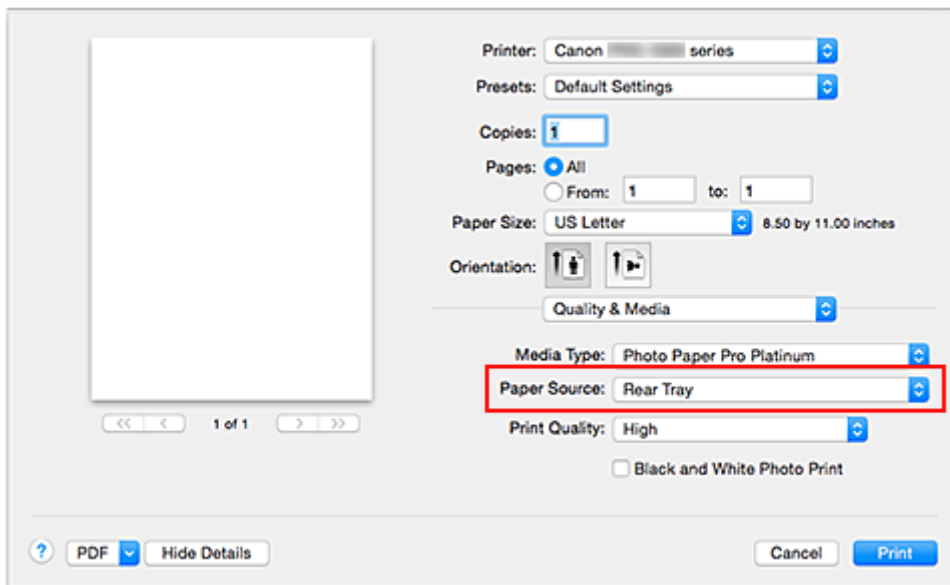 Printer: Canon series
Presets: Default Settings
Copies: 1
Pages: All
From: 1 to: 1
Paper Size: US Letter 8.50 by 11.00 inches
Orientation:
Quality & Media
Media Type: Photo Paper Pro Platinum
Paper Source: Rear Tray
<< < 1 of 1 > >>
Print Quality: High
Black and White Photo Print
? PDF Hide Details Cancel Print